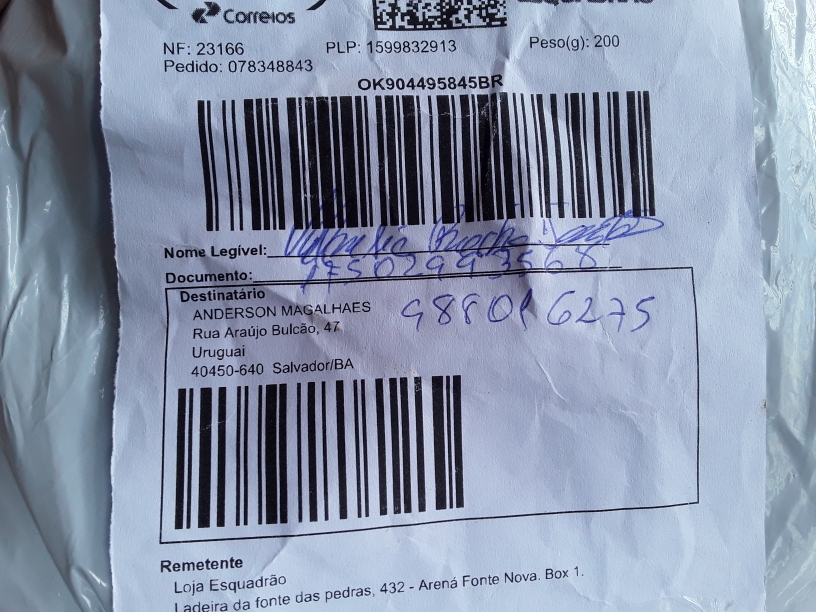 Correios
NF: 23166 PLP: 1599832913 Peso(g): 200
Pedido: 078348843
OK904495845BR
Nome Legível:
Documento:
Destinatário
ANDERSON MAGALHAES
988016275
Rua Araújo Bulcão, 47
Uruguai
40450-640 Salvador/BA
Remetente
Loja Esquadrão
Ladeira da fonte das pedras, 432 - Arená Fonte Nova. Box 1.